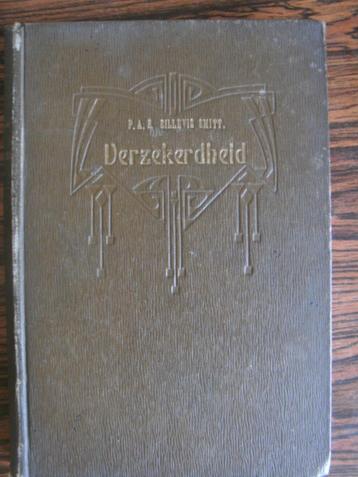 P. A. E. SILLEVIS SMITT.
Verzekerdheid